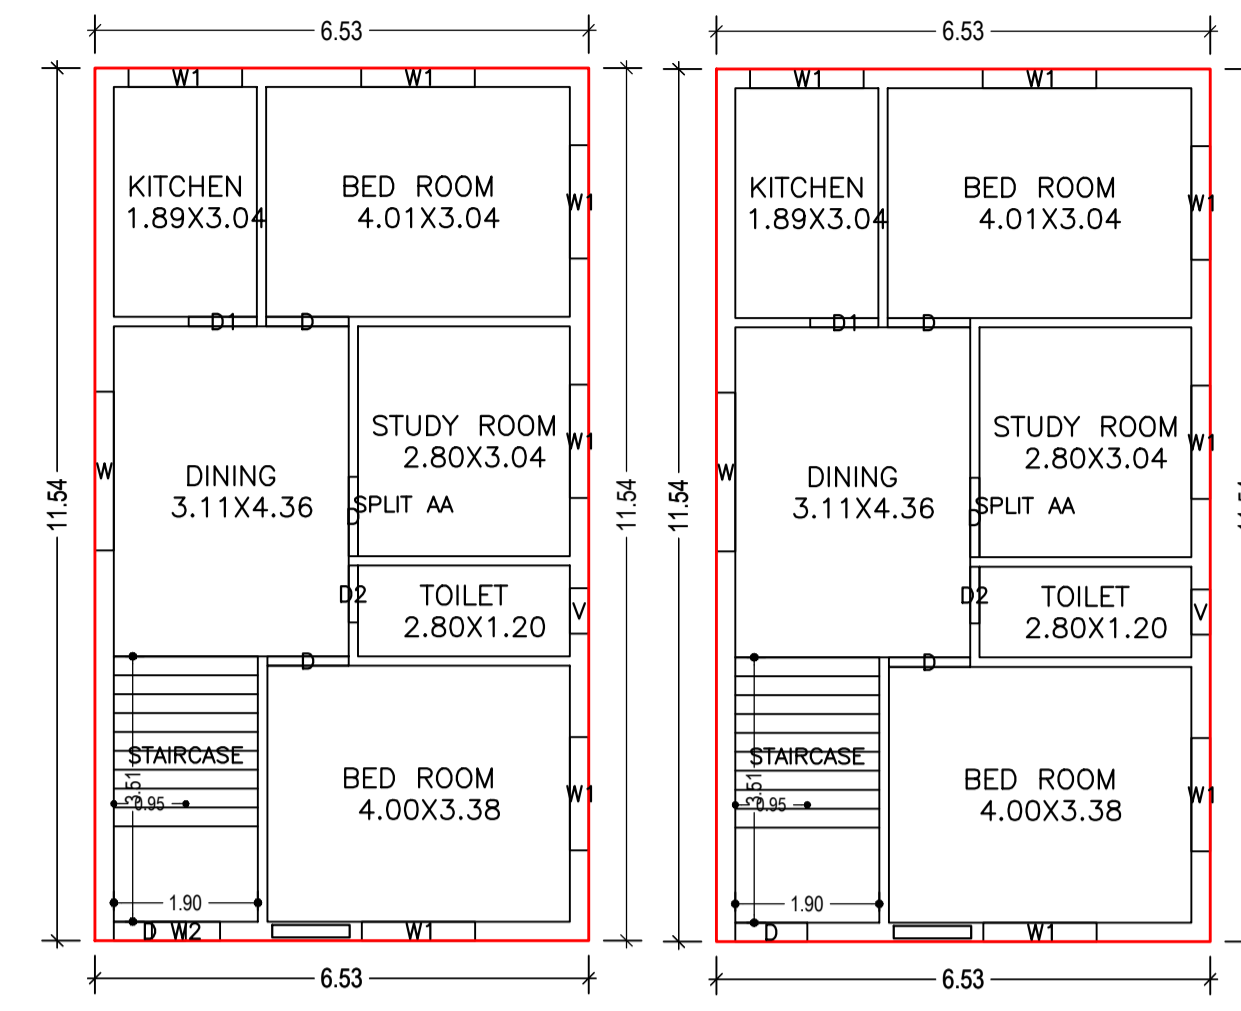 6.53
6.53
W1
W1
W1
W1
KITCHEN
1.89X3.04
BED ROOM
4.01X3.04
W1
KITCHEN
1.89X3.04
BED ROOM
4.01X3.04
W1
D1
D
D1
D
STUDY ROOM
2.80X3.04
W1
STUDY ROOM
2.80X3.04
W1
W
DINING
3.11X4.36
SPLIT AA
D
W
DINING
3.11X4.36
SPLIT AA
D
11.54
11.54
11.54
D2
TOILET
2.80X1.20
V
D2
TOILET
2.80X1.20
V
D
D
STAIRCASE
3.51
0.95
BED ROOM
4.00X3.38
W1
STAIRCASE
3.51
0.95
BED ROOM
4.00X3.38
W1
1.90
1.90
D W2
W1
D
W1
6.53
6.53